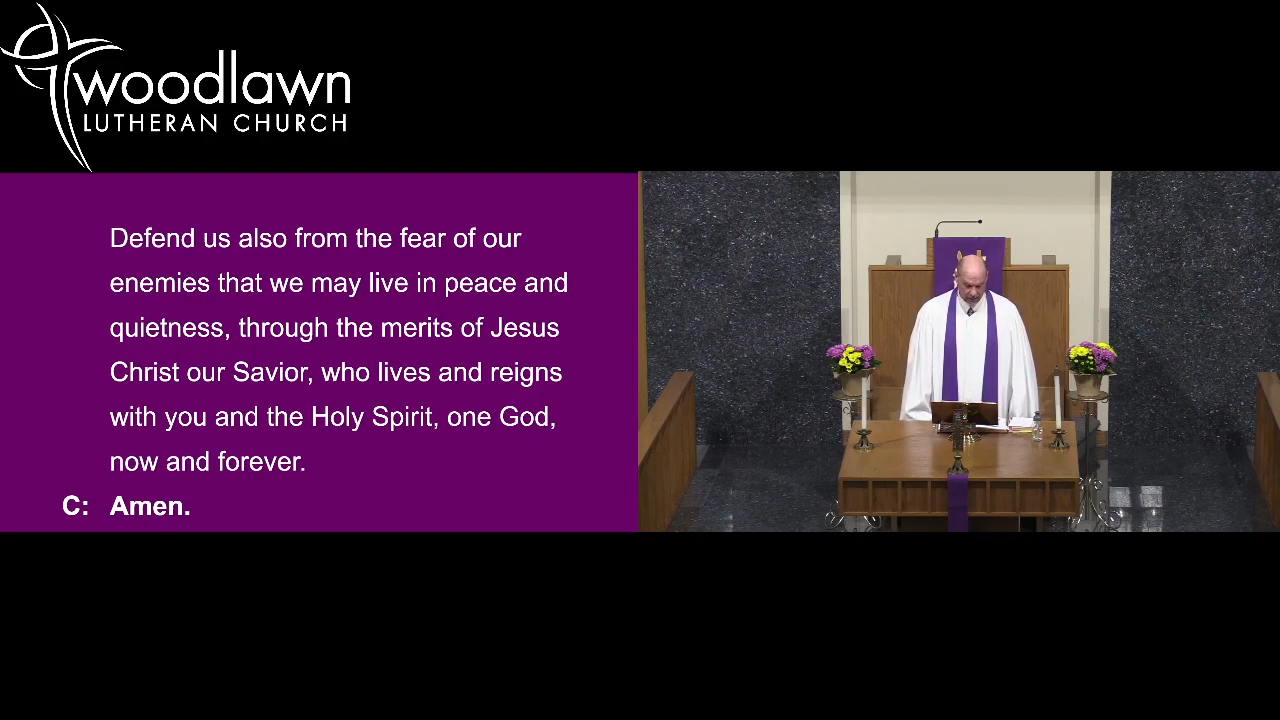 woodlawn
LUTHERAN CHURCH
Defend us also from the fear of our
enemies that we may live in peace and
quietness, through the merits of Jesus
Christ our Savior, who lives and reigns
with you and the Holy Spirit, one God,
now and forever.
C: Amen.